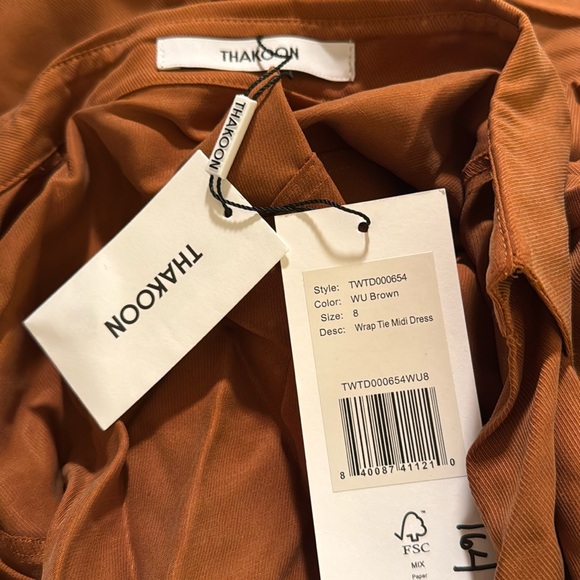 THAKOON
THAKOON
THAKOON
Style: TWTD000654
Color: WU Brown
Size: 8
Desc: Wrap Tie Midi Dress
TWTD000654WU8
8 40087 41121 0
FSC
MIX
Paper